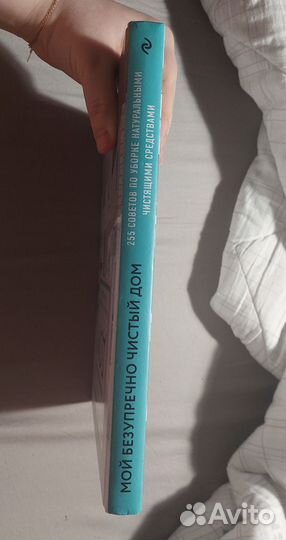 МОЙ БЕЗУПРЕЧНО ЧИСТЫЙ ДОМ
255 СОВЕТОВ ПО УБОРКЕ НАТУРАЛЬНЫМИ
ЧИСТЯЩИМИ СРЕДСТВАМИ
Avito